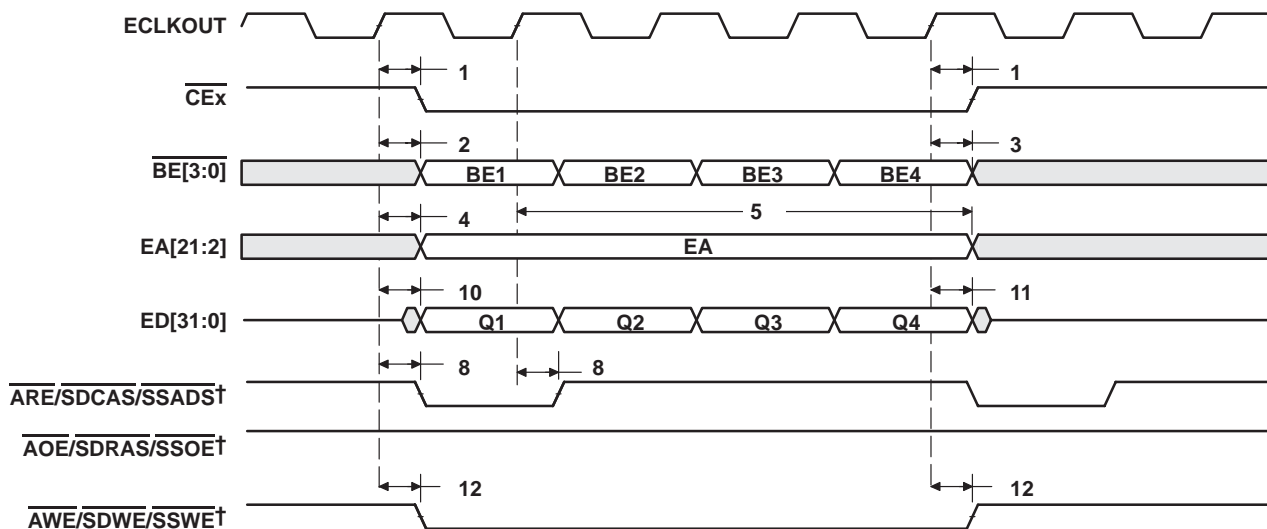 ECLKOUT
1 1
CEx
2 3
BE[3:0] BE1 BE2 BE3 BE4
5
4
EA[21:2] EA
10 11
ED[31:0] Q1 Q2 Q3 Q4
8 8
ARE/SDCAS/SSADS†
AOE/SDRAS/SSOE†
12 12
AWE/SDWE/SSWE†